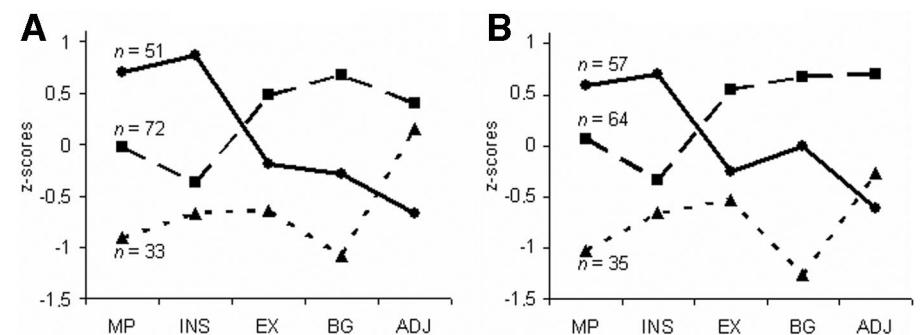 A
1
0.5
0
-0.5
-1
-1.5
z-scores
n = 51
n = 72
n = 33
MP INS EX BG ADJ
B
1
0.5
0
-0.5
-1
-1.5
z-scores
n = 57
n = 64
n = 35
MP INS EX BG ADJ